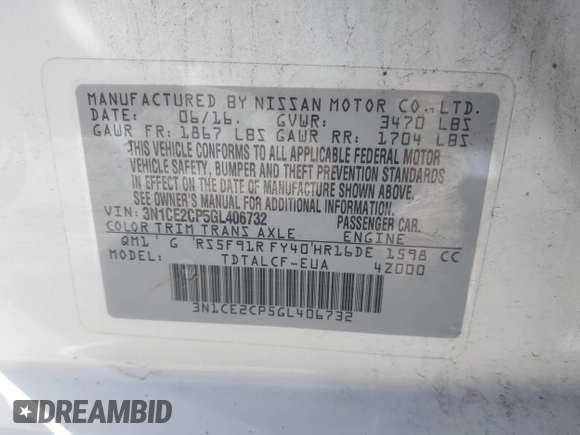 MANUFACTURED BY NISSAN MOTOR CO., LTD.
DATE: 06/16. GVWR: 3470 LBS
GAWR FR: 1867 LBS GAWR RR: 1704 LBS
THIS VEHICLE CONFORMS TO ALL APPLICABLE FEDERAL MOTOR
VEHICLE SAFETY, BUMPER AND THEFT PREVENTION STANDARDS
IN EFFECT ON THE DATE OF MANUFACTURE SHOWN ABOVE.
SEE OWNER'S MANUAL FOR ADDITIONAL INFORMATION
VIN: 3N1CE2CP5GL406732 PASSENGER CAR.
COLOR TRIM TRANS AXLE ENGINE
QM1 G RS5F91R FY40 HR16DE 1598 CC
MODEL: TDTALCF-EUA 4Z000
3N1CE2CP5GL406732
DREAMBID